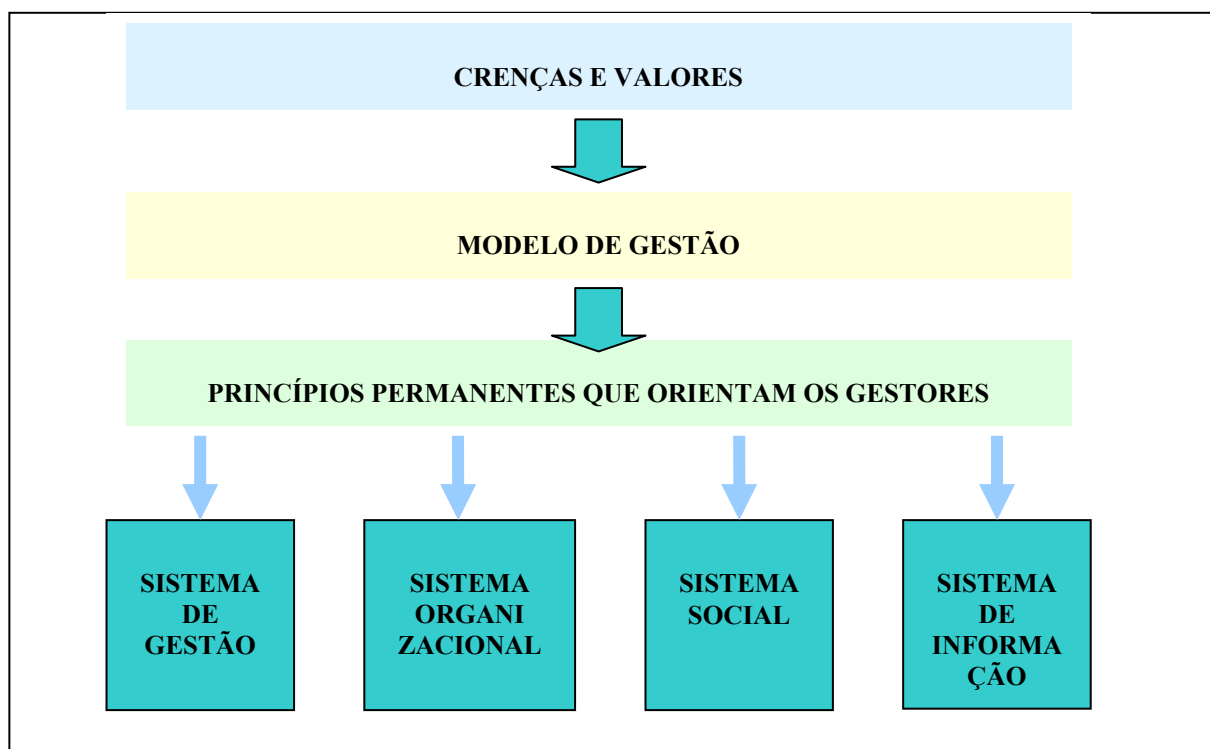 CRENÇAS E VALORES
MODELO DE GESTÃO
PRINCÍPIOS PERMANENTES QUE ORIENTAM OS GESTORES
SISTEMA
DE
GESTÃO
SISTEMA
ORGANI
ZACIONAL
SISTEMA
SOCIAL
SISTEMA
DE
INFORMA
ÇÃO